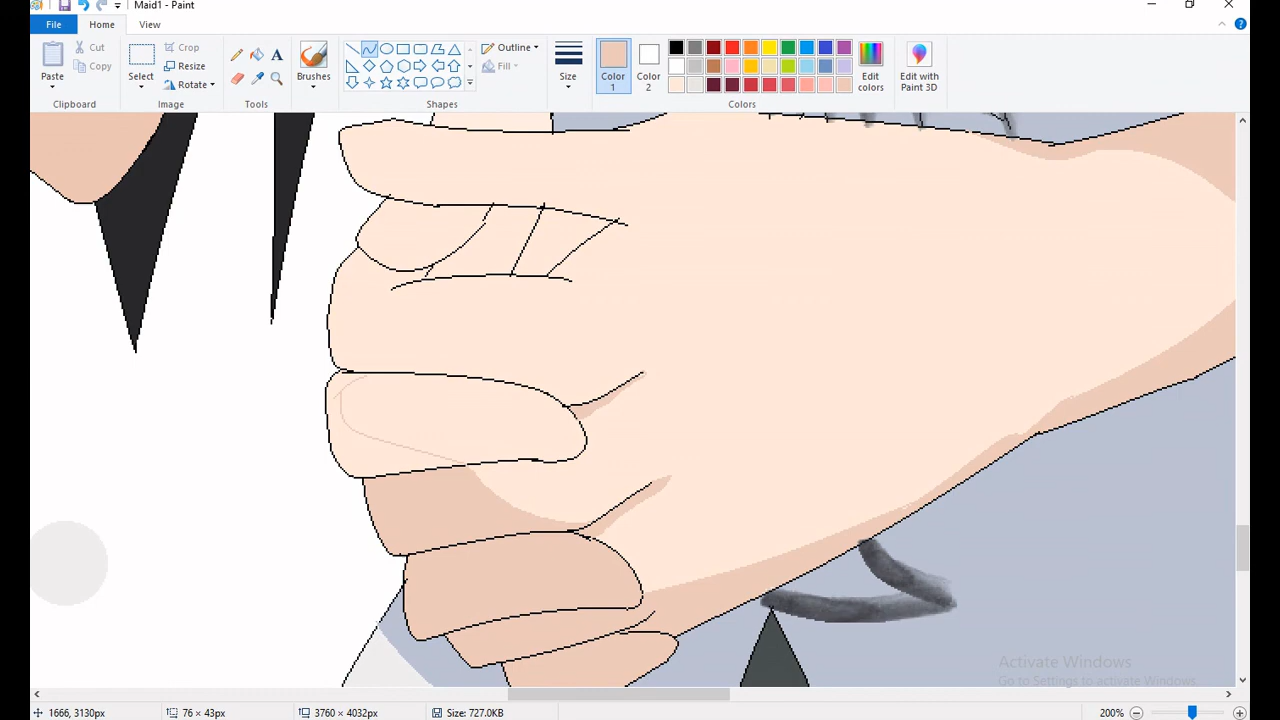 Maid1 - Paint
File
Home
View
Paste
Cut
Copy
Clipboard
Select
Crop
Resize
Rotate
Image
A
Tools
Brushes
Outline
Fill
Shapes
Size
Color
1
Color
2
Edit
colors
Colors
Edit with
Paint 3D
Activate Windows
Go to Settings to activate Windows.
1666, 3130px
76 × 43px
3760 × 4032px
Size: 727.0KB
200%